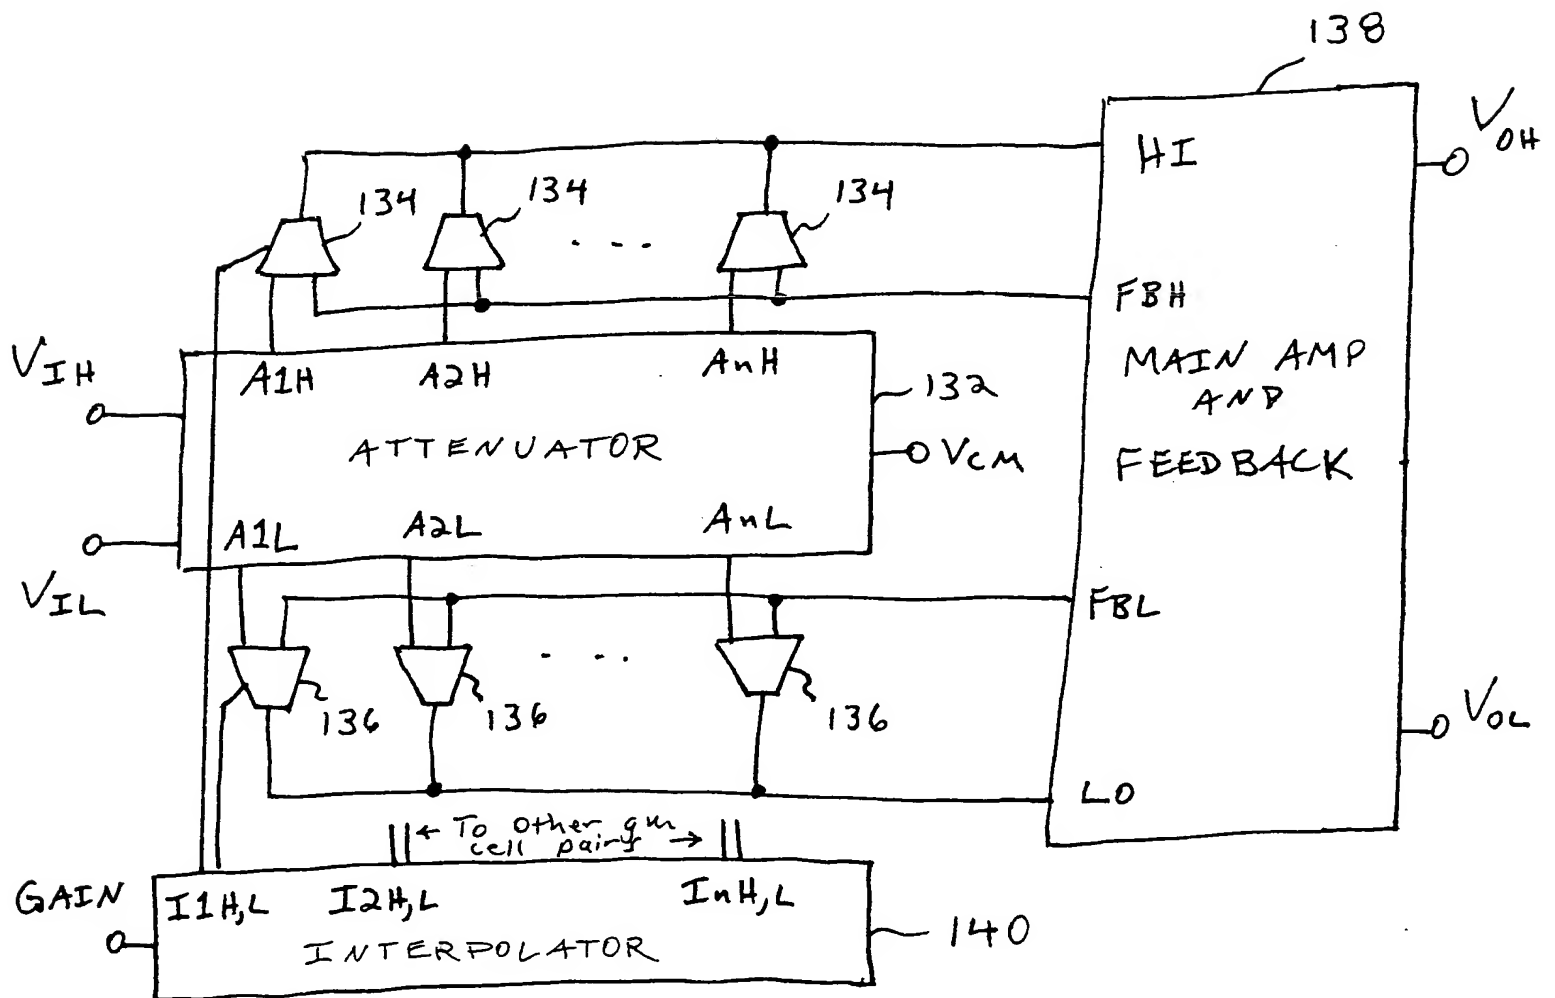 138
V OH
HI
134
134
134
FBH
V IH
A1H
A2H
AnH
MAIN AMP
AND
FEEDBACK
132
ATTENUATOR
VCM
A1L
A2L
AnL
V IL
FBL
136
136
136
VOL
LO
← To other gm →
cell pairs
GAIN
I1H,L
I2H,L
InH,L
INTERPOLATOR
140